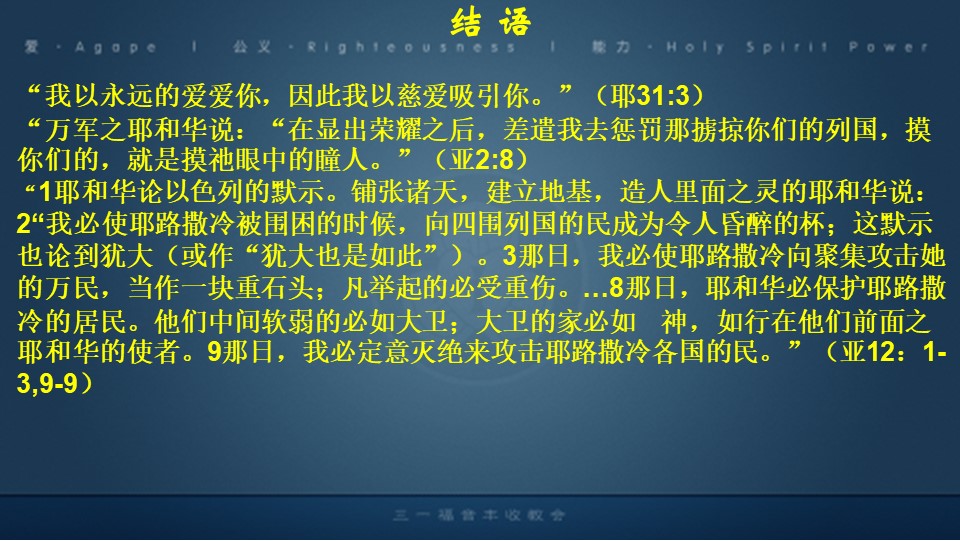 结 语
爱 · Agape | 公义 · Righteousness | 能力 · Holy Spirit Power
“我以永远的爱爱你，因此我以慈爱吸引你。”（耶31:3）
“万军之耶和华说：“在显出荣耀之后，差遣我去惩罚那掳掠你们的列国，摸
你们的，就是摸祂眼中的瞳人。”（亚2:8）
“1耶和华论以色列的默示。铺张诸天，建立地基，造人里面之灵的耶和华说：
2“我必使耶路撒冷被围困的时候，向四围列国的民成为令人昏醉的杯；这默示
也论到犹大（或作“犹大也是如此”）。3那日，我必使耶路撒冷向聚集攻击她
的万民，当作一块重石头；凡举起的必受重伤。…8那日，耶和华必保护耶路撒
冷的居民。他们中间软弱的必如大卫；大卫的家必如　神，如行在他们前面之
耶和华的使者。9那日，我必定意灭绝来攻击耶路撒冷各国的民。”（亚12：1-
3,9-9）
三一福音丰收教会